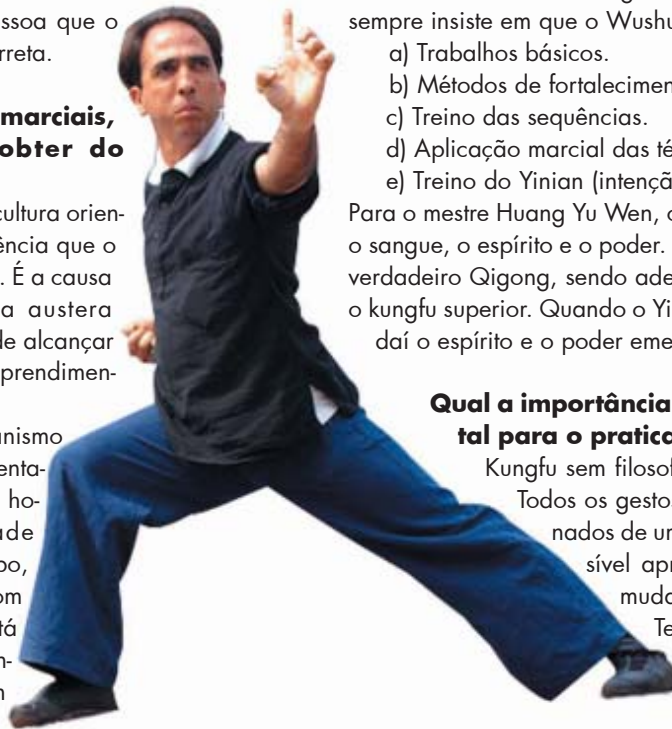 ssoa que o
rreta.
marciais,
obter do
cultura orien-
ência que o
. É a causa
a austera
de alcançar
prendimen-
anismo
enta-
ho-
ade
po,
om
tá
n-
sempre insiste em que o Wushu
a) Trabalhos básicos.
b) Métodos de fortalecimen
c) Treino das sequências.
d) Aplicação marcial das té
e) Treino do Yinian (intençã
Para o mestre Huang Yu Wen, o
o sangue, o espírito e o poder.
verdadeiro Qigong, sendo ade
o kungfu superior. Quando o Yi
daí o espírito e o poder eme
Qual a importância
tal para o pratica
Kungfu sem filosof
Todos os gesto
nados de un
sível apr
muda
Te